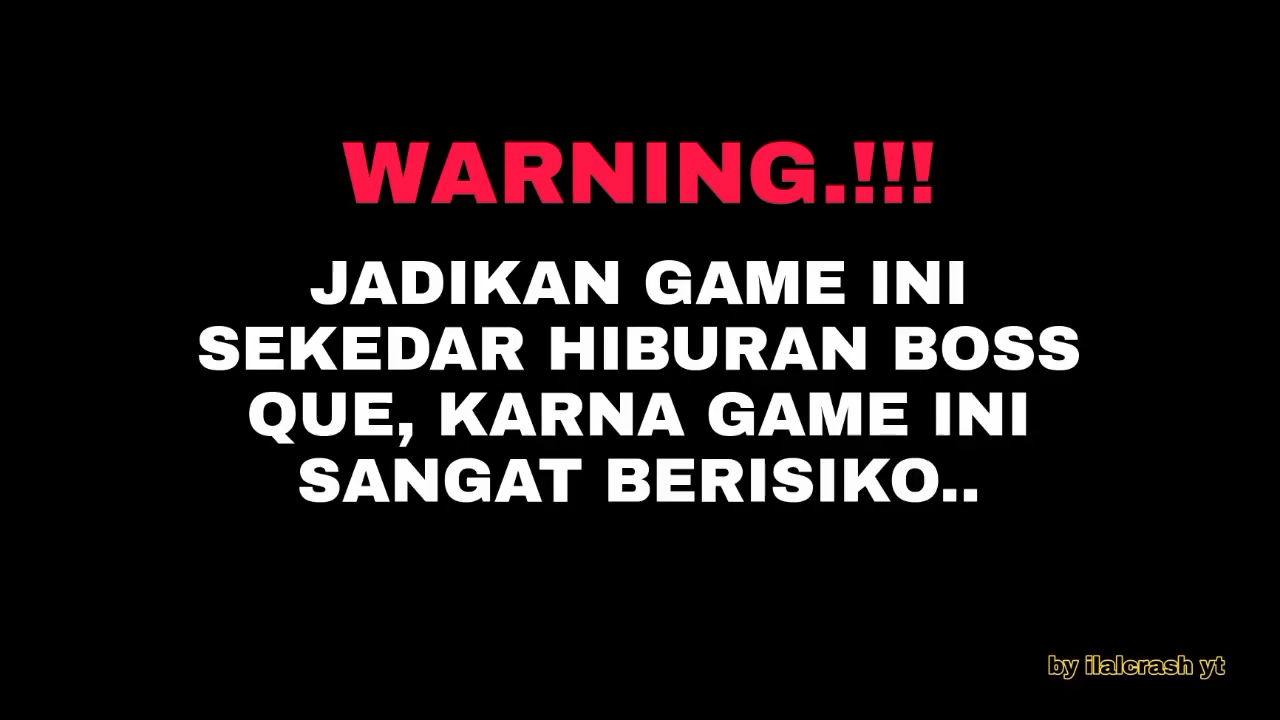 WARNING.!!!
JADIKAN GAME INI
SEKEDAR HIBURAN BOSS
QUE, KARNA GAME INI
SANGAT BERISIKO..
by ilalcrash yt